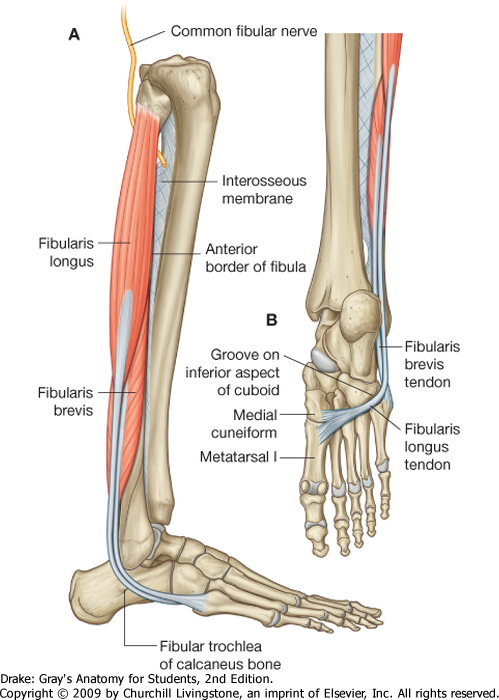 A
Common fibular nerve
Interosseous
membrane
Fibularis
longus
Anterior
border of fibula
B
Groove on
inferior aspect
of cuboid
Fibularis
brevis
tendon
Fibularis
brevis
Medial
cuneiform
Fibularis
longus
tendon
Metatarsal I
Fibular trochlea
of calcaneus bone
Drake: Gray's Anatomy for Students, 2nd Edition.
Copyright © 2009 by Churchill Livingstone, an imprint of Elsevier, Inc. All rights reserved.